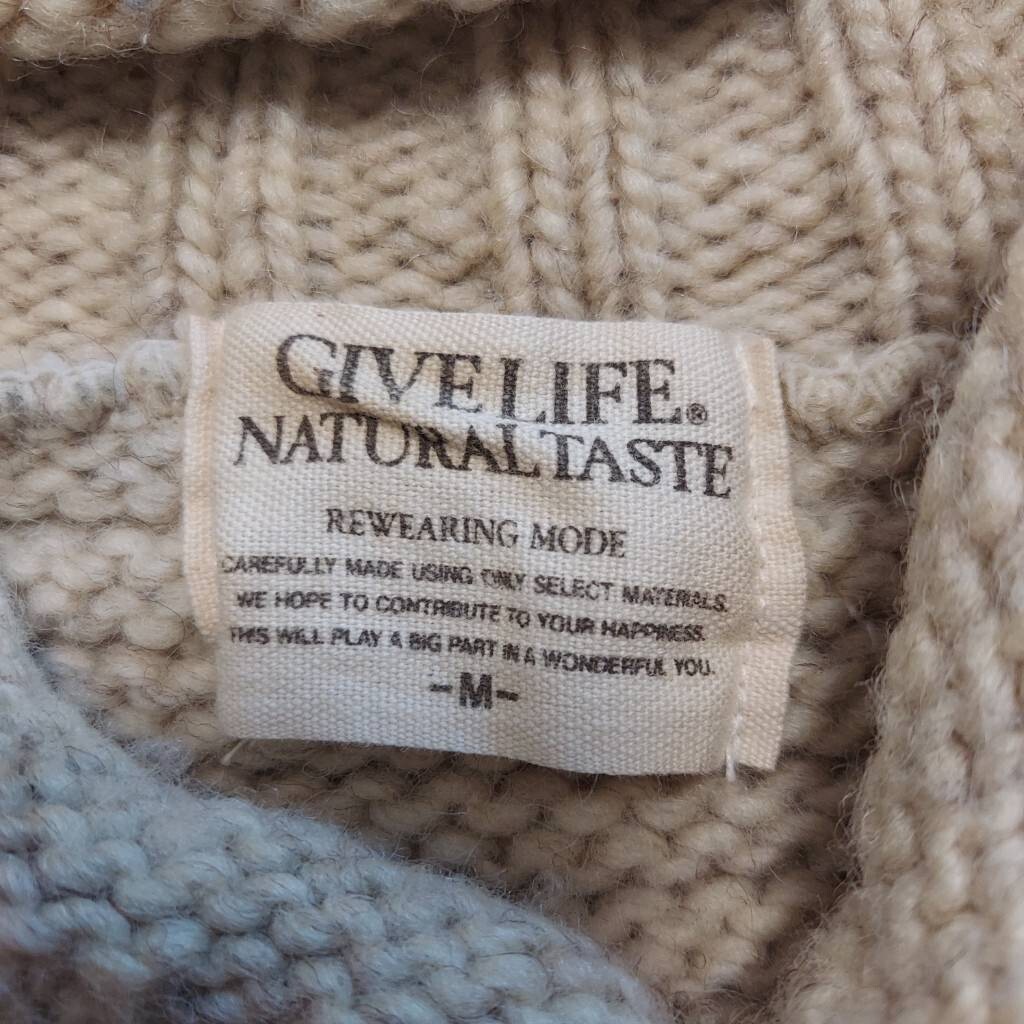 GIVE LIFE®
NATURAL TASTE
REWEARING MODE
CAREFULLY MADE USING ONLY SELECT MATERIALS.
WE HOPE TO CONTRIBUTE TO YOUR HAPPINESS.
THIS WILL PLAY A BIG PART IN A WONDERFUL YOU.
-M-